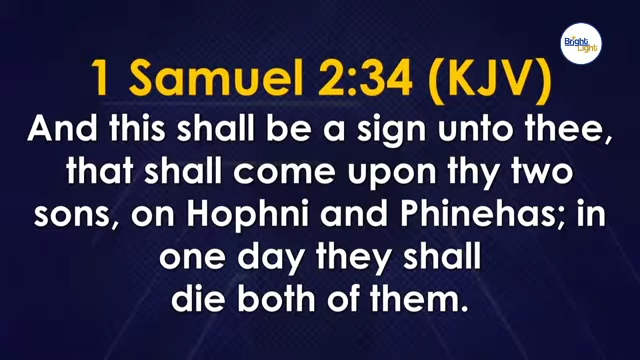 Bright
Light
1 Samuel 2:34 (KJV)
And this shall be a sign unto thee,
that shall come upon thy two
sons, on Hophni and Phinehas; in
one day they shall
die both of them.